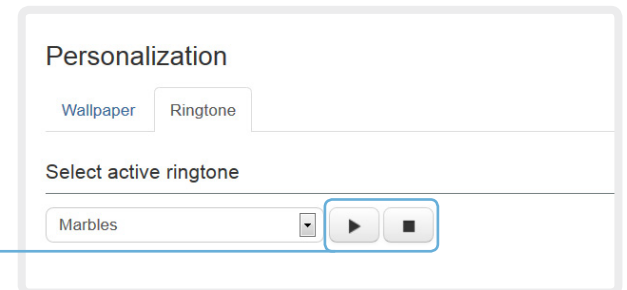 Personalization
Wallpaper Ringtone
Select active ringtone
Marbles